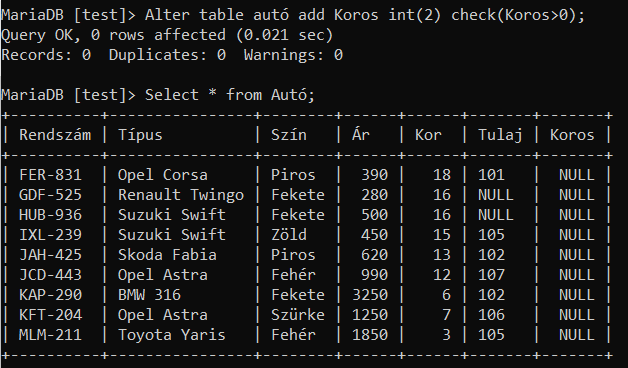 MariaDB [test]> Alter table autó add Koros int(2) check(Koros>0);
Query OK, 0 rows affected (0.021 sec)
Records: 0  Duplicates: 0  Warnings: 0

MariaDB [test]> Select * from Autó;
+----------+----------------+--------+------+------+-------+-------+
| Rendszám | Típus          | Szín   | Ár   | Kor  | Tulaj | Koros |
+----------+----------------+--------+------+------+-------+-------+
| FER-831  | Opel Corsa     | Piros  |  390 |   18 | 101   |  NULL |
| GDF-525  | Renault Twingo | Fekete |  280 |   16 | NULL  |  NULL |
| HUB-936  | Suzuki Swift   | Fekete |  500 |   16 | NULL  |  NULL |
| IXL-239  | Suzuki Swift   | Zöld   |  450 |   15 | 105   |  NULL |
| JAH-425  | Skoda Fabia    | Piros  |  620 |   13 | 102   |  NULL |
| JCD-443  | Opel Astra     | Fehér  |  990 |   12 | 107   |  NULL |
| KAP-290  | BMW 316        | Fekete | 3250 |    6 | 102   |  NULL |
| KFT-204  | Opel Astra     | Szürke | 1250 |    7 | 106   |  NULL |
| MLM-211  | Toyota Yaris   | Fehér  | 1850 |    3 | 105   |  NULL |
+----------+----------------+--------+------+------+-------+-------+